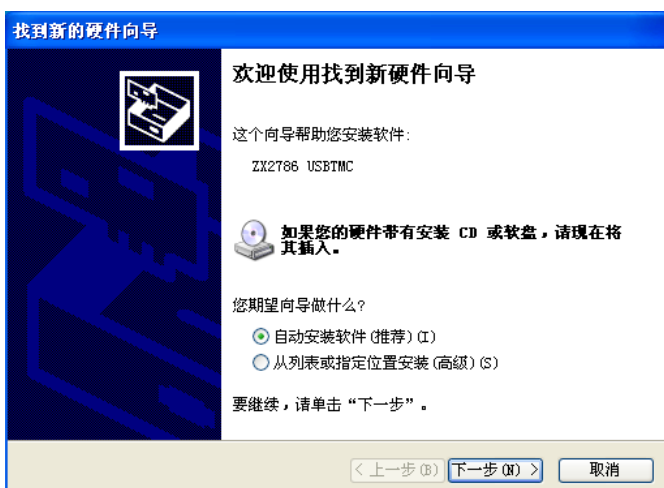 找到新的硬件向导
欢迎使用找到新硬件向导
这个向导帮助您安装软件:
ZX2786 USBTMC
如果您的硬件带有安装 CD 或软盘,请现在将
其插入。
您期望向导做什么?
自动安装软件(推荐)(I)
从列表或指定位置安装(高级)(S)
要继续,请单击“下一步”。
< 上一步(B) 下一步(N) > 取消